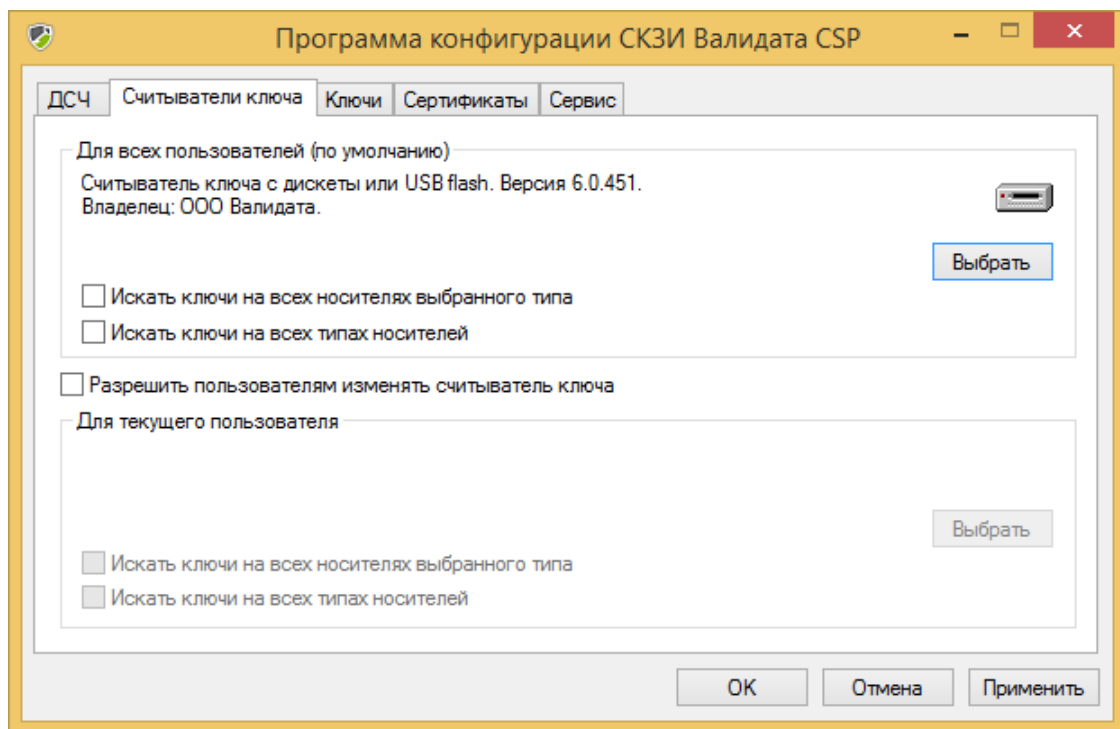 Программа конфигурации СКЗИ Валидата CSP
ДСЧ
Считыватели ключа
Ключи
Сертификаты
Сервис
Для всех пользователей (по умолчанию)
Считыватель ключа с дискеты или USB flash. Версия 6.0.451.
Владелец: ООО Валидата.
Выбрать
Искать ключи на всех носителях выбранного типа
Искать ключи на всех типах носителей
Разрешить пользователям изменять считыватель ключа
Для текущего пользователя
Выбрать
Искать ключи на всех носителях выбранного типа
Искать ключи на всех типах носителей
OK
Отмена
Применить